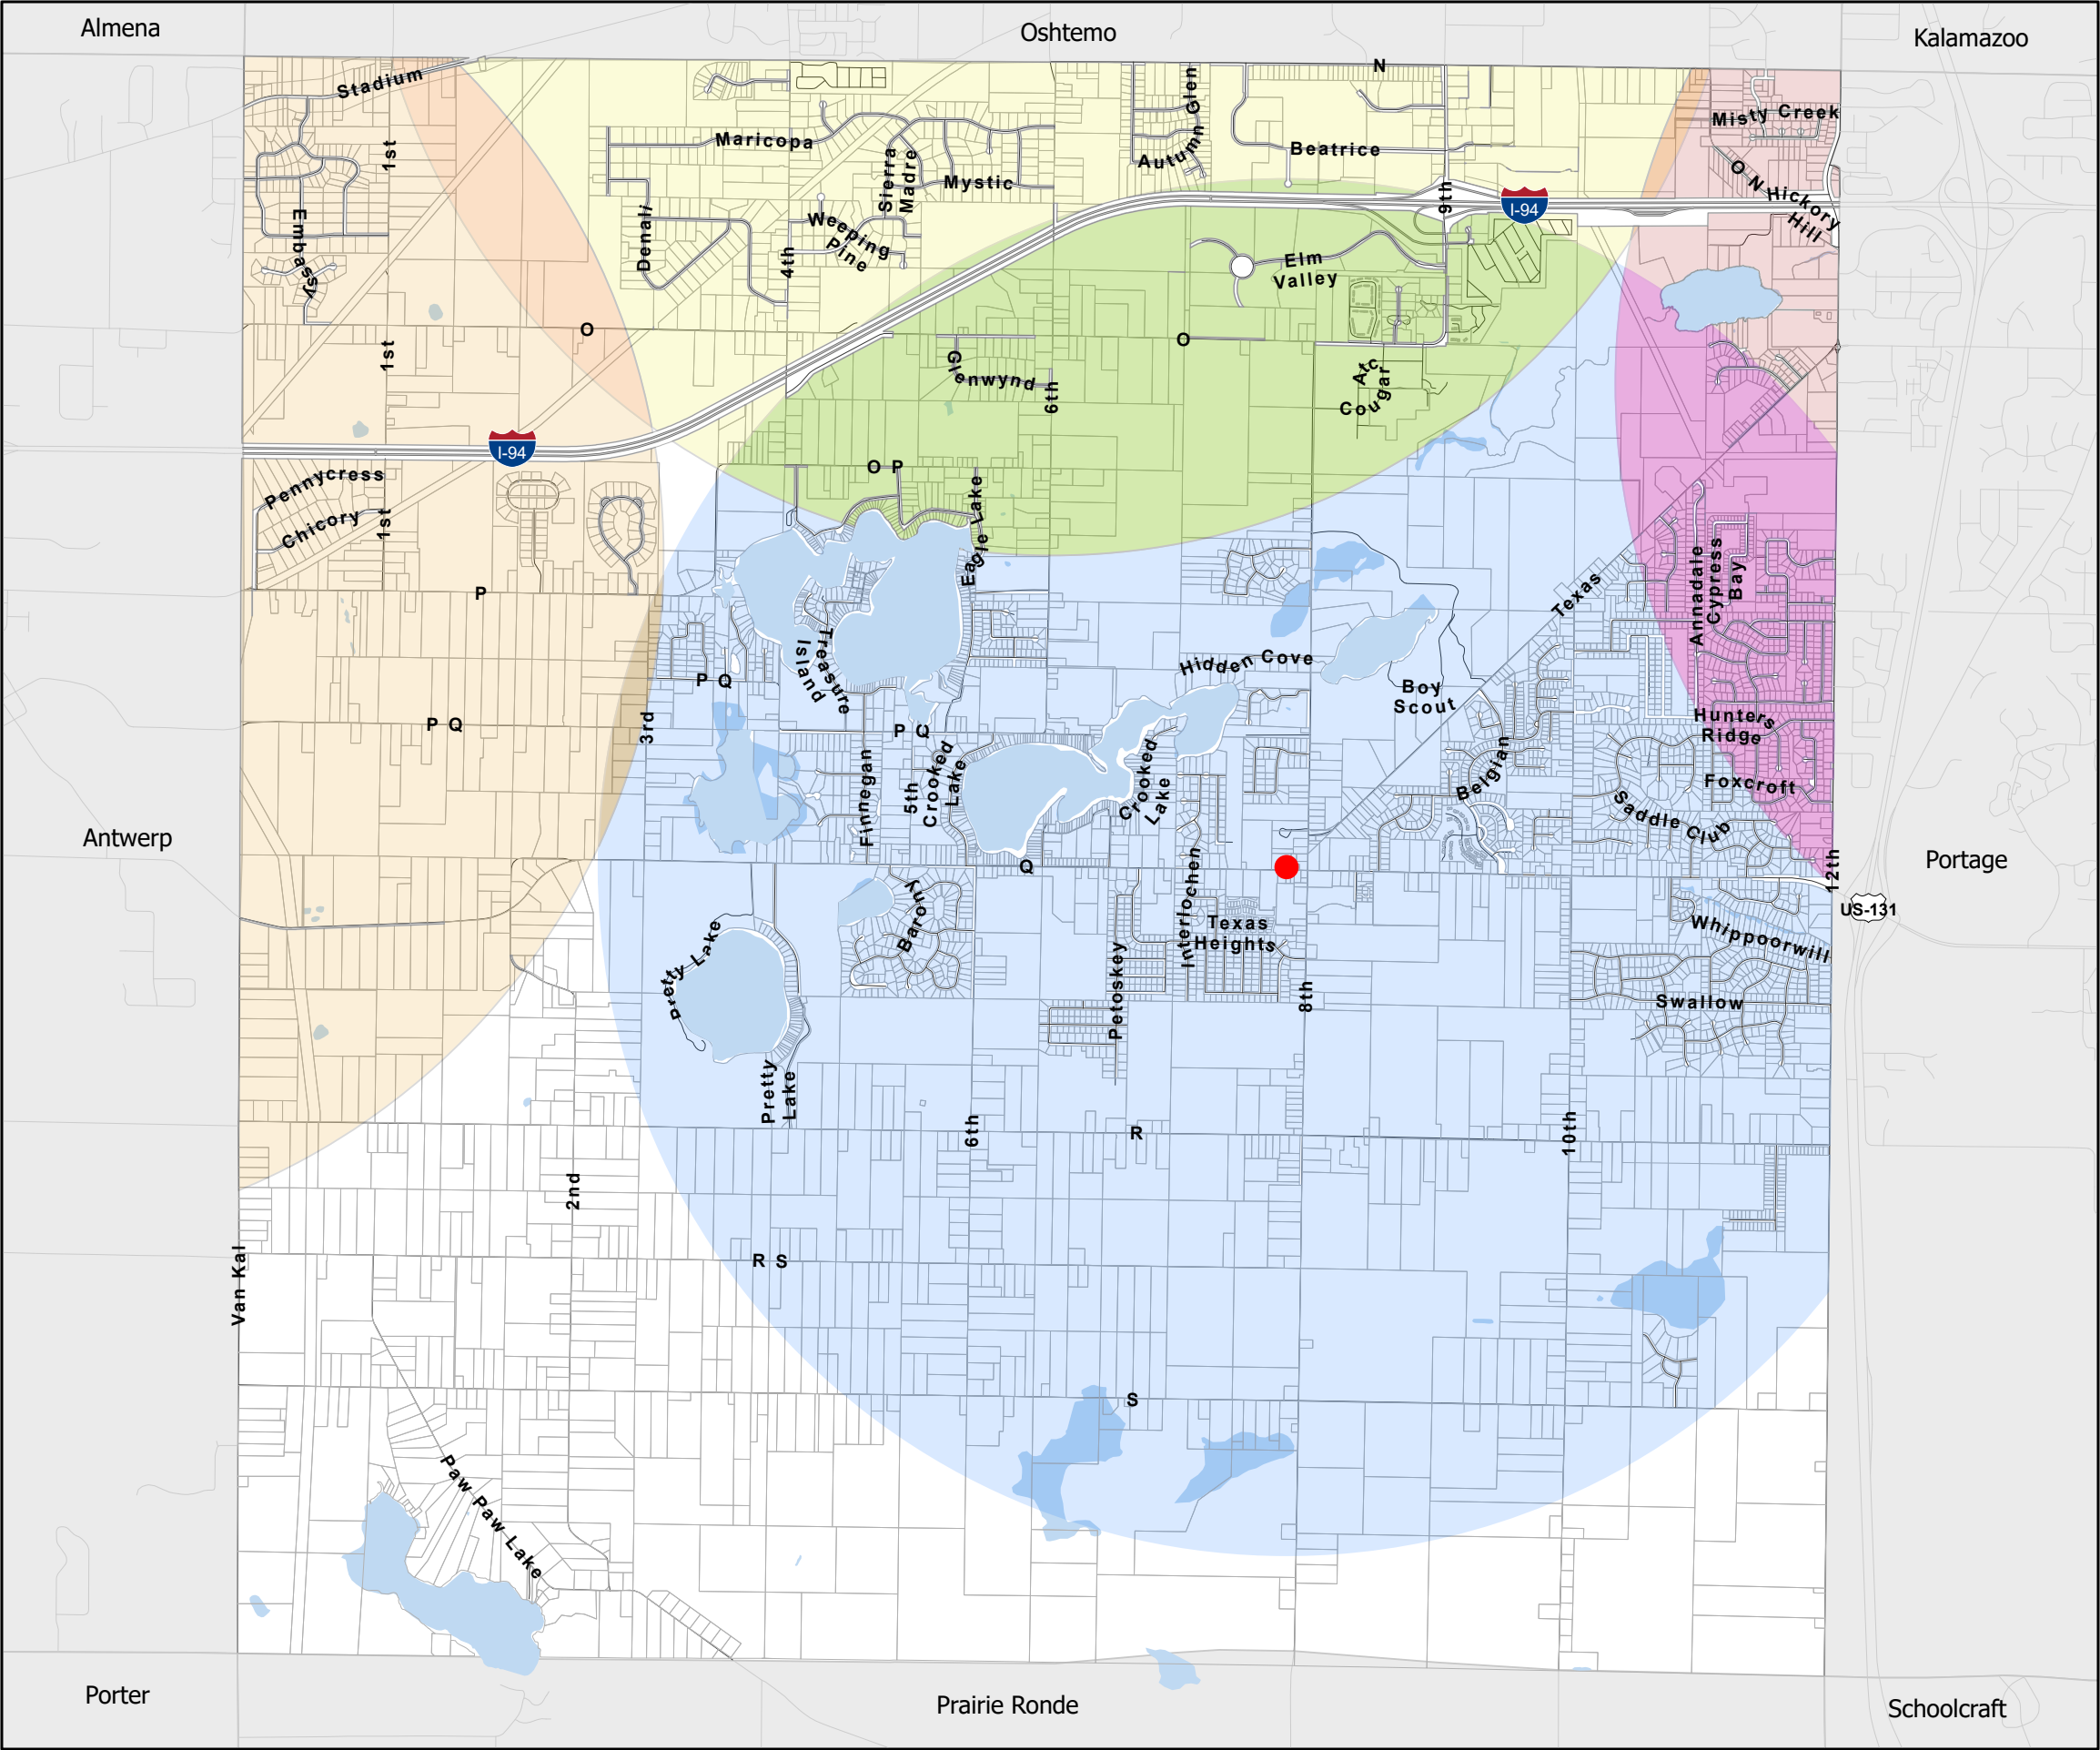 Almena
Oshtemo
Kalamazoo
Stadium
N
Autumn Glen
Misty Creek
1st
Maricopa
Sierra
Madre
Mystic
Beatrice
9th
I-94
O N
Hickory
Hill
Embassy
Denali
4th
Weeping
Pine
Elm
Valley
O
1st
O
Glenwynd
6th
Arc
Cougar
I-94
O P
Pennycress
Chicory
1st
Eagle Lake
P
Texas
Annadale
Cypress
Bay
Treasure
Island
Hidden Cove
P Q
Boy
Scout
P Q
3rd
P Q
Hunters
Ridge
Finnegan
5th
Crooked
Lake
Crooked
Lake
Belgian
Foxcroft
Saddle Club
Antwerp
Portage
Q
12th
US-131
Interlochen
Barony
Texas
Heights
Whippoorwill
Pretty Lake
Petoskey
8th
Swallow
Pretty
Lake
6th
R
10th
2nd
Van Kal
R S
S
Paw Paw Lake
Porter
Prairie Ronde
Schoolcraft